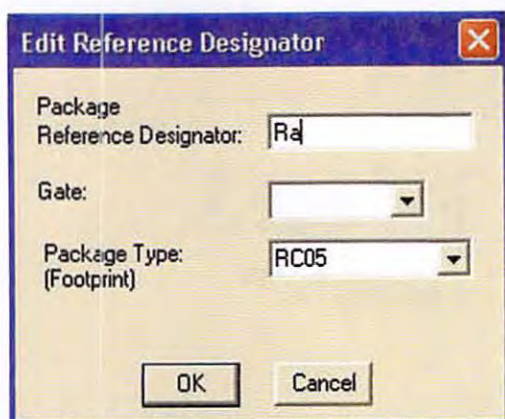 Edit Reference Designator
Package
Reference Designator: Ra
Gate:
Package Type: RC05
(Footprint)
OK Cancel